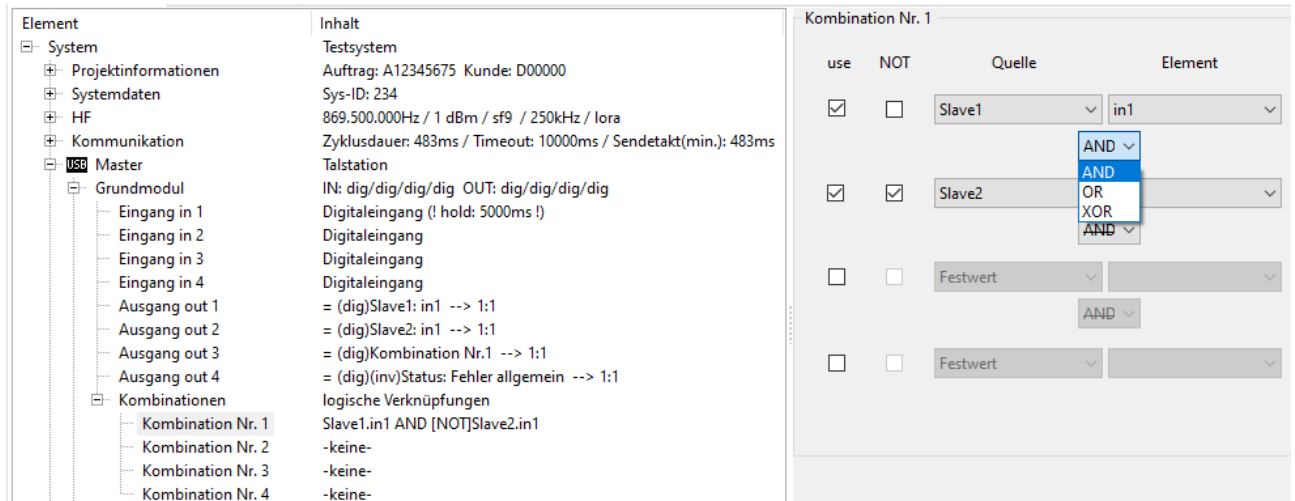 Element Inhalt
System Testsystem
Projektinformationen Auftrag: A12345675 Kunde: D00000
Systemdaten Sys-ID: 234
HF 869.500.000Hz / 1 dBm / sf9 / 250kHz / lora
Kommunikation Zyklusdauer: 483ms / Timeout: 10000ms / Sendetakt(min.): 483ms
USB Master Talstation
Grundmodul IN: dig/dig/dig/dig OUT: dig/dig/dig/dig
Eingang in 1 Digitaleingang (! hold: 5000ms !)
Eingang in 2 Digitaleingang
Eingang in 3 Digitaleingang
Eingang in 4 Digitaleingang
Ausgang out 1 = (dig)Slave1: in1 --> 1:1
Ausgang out 2 = (dig)Slave2: in1 --> 1:1
Ausgang out 3 = (dig)Kombination Nr.1 --> 1:1
Ausgang out 4 = (dig)(inv)Status: Fehler allgemein --> 1:1
Kombinationen logische Verknüpfungen
Kombination Nr. 1 Slave1.in1 AND [NOT]Slave2.in1
Kombination Nr. 2 -keine-
Kombination Nr. 3 -keine-
Kombination Nr. 4 -keine-
Kombination Nr. 1
use NOT Quelle Element
Slave1 in1
AND
AND
Slave2 OR
XOR
AND
Festwert
AND
Festwert